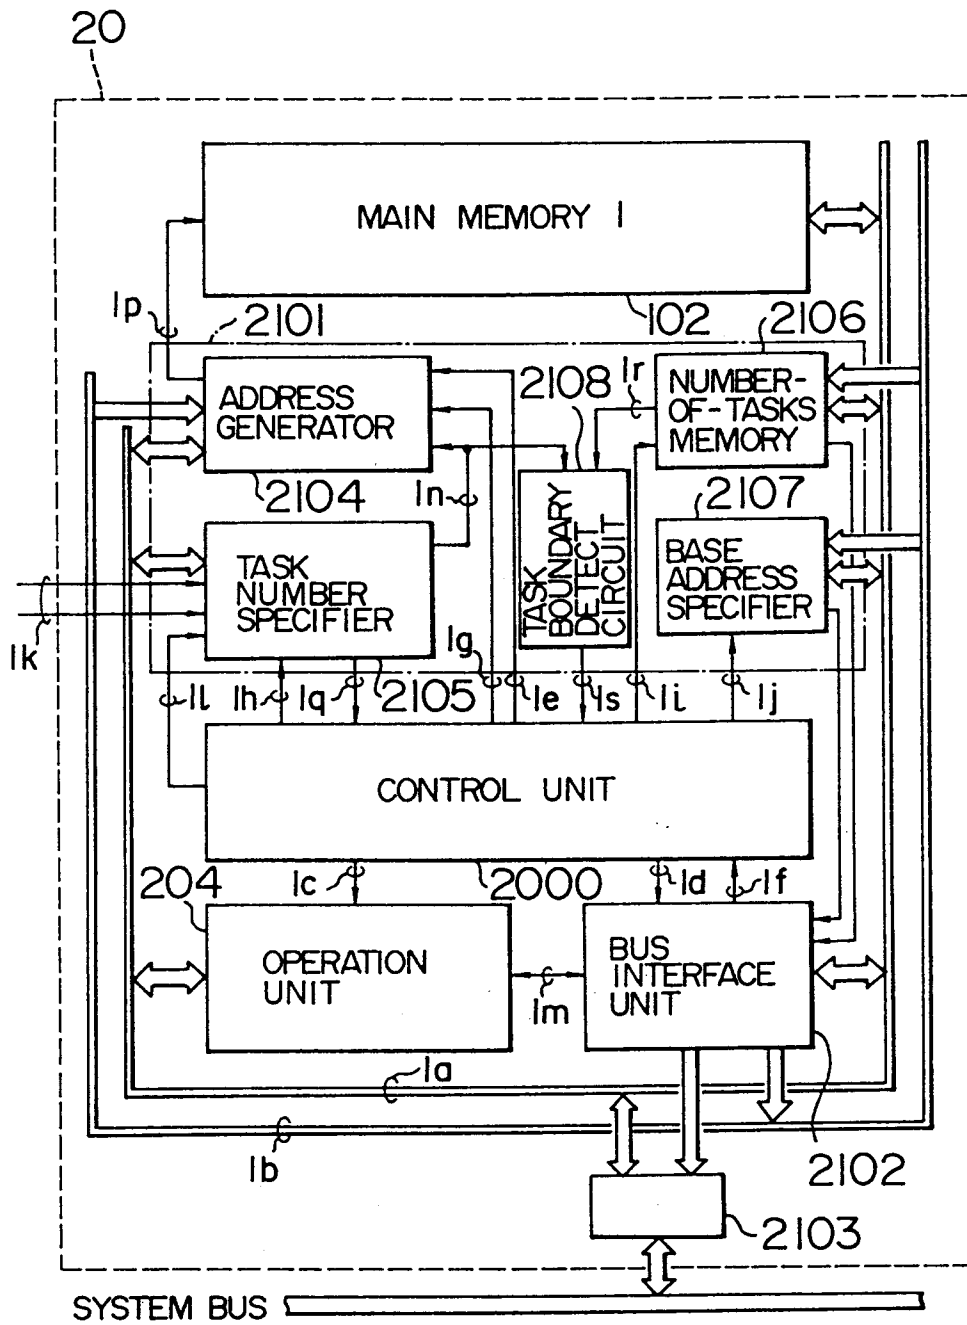 20
MAIN MEMORY 1
lp
2101
102
2106
ADDRESS
GENERATOR
2108
lr
NUMBER-
OF-TASKS
MEMORY
2104
ln
2107
TASK
NUMBER
SPECIFIER
TASK
BOUNDARY
DETECT
CIRCUIT
BASE
ADDRESS
SPECIFIER
lk
ll
lh
lq
2105
lg
le
ls
li
lj
CONTROL UNIT
204
lc
2000
ld
lf
OPERATION
UNIT
lm
BUS
INTERFACE
UNIT
la
lb
2102
2103
SYSTEM BUS